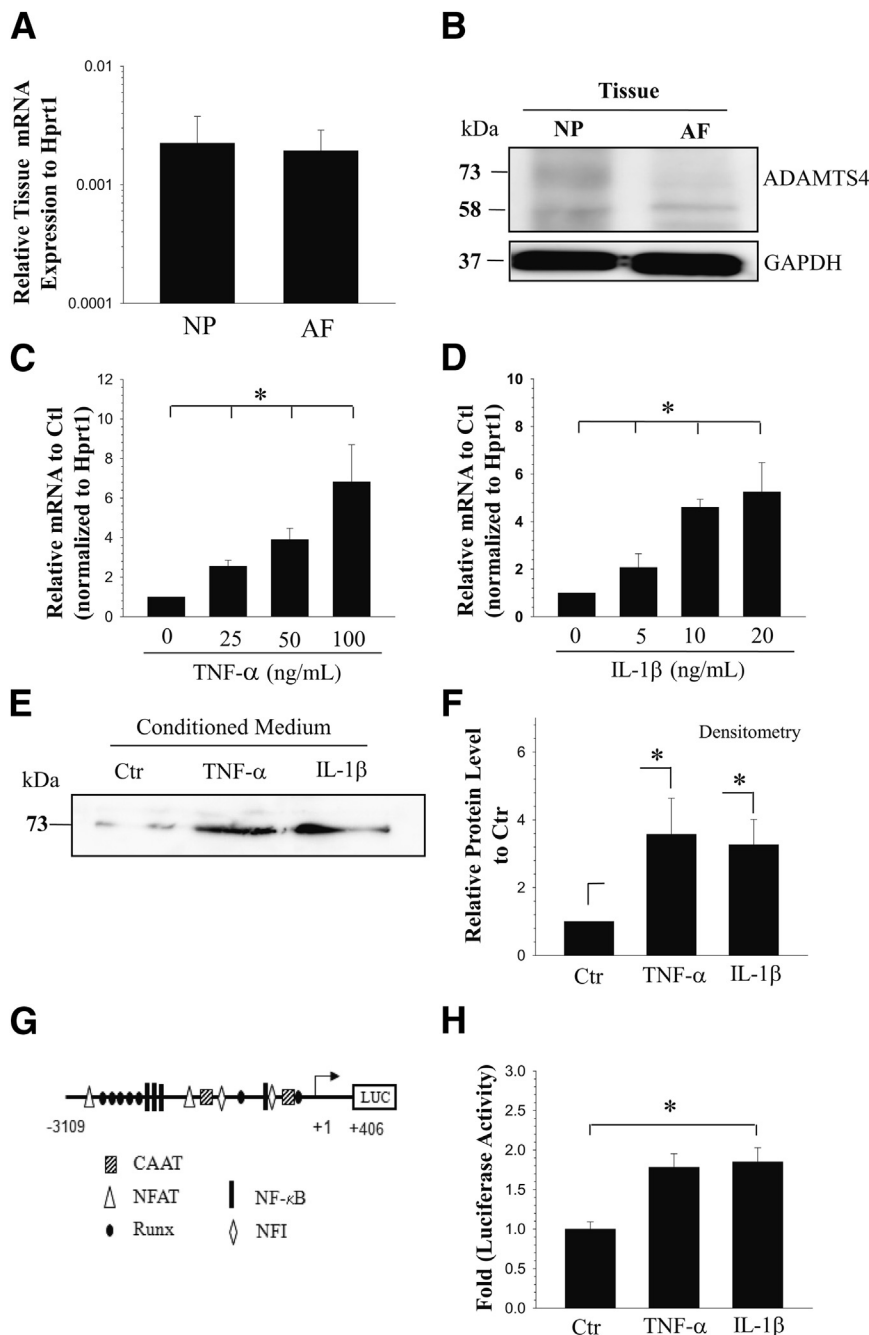 A
Relative Tissue mRNA
Expression to Hprt1
0.01
0.001
0.0001
NP
AF
B
Tissue
kDa
NP
AF
73
58
37
ADAMTS4
GAPDH
C
Relative mRNA to Ctl
(normalized to Hprt1)
12
10
8
6
4
2
0
*
0 25 50 100
TNF-α (ng/mL)
D
Relative mRNA to Ctl
(normalized to Hprt1)
10
8
6
4
2
0
*
0 5 10 20
IL-1β (ng/mL)
E
Conditioned Medium
kDa
Ctr TNF-α IL-1β
73
F
Relative Protein Level
to Ctr
Densitometry
6
4
2
0
*
*
Ctr TNF-α IL-1β
G
LUC
-3109
+1
+406
CAAT
NFAT
Runx
NF-κB
NFI
H
Fold (Luciferase Activity)
3.0
2.5
2.0
1.5
1.0
0.5
0.0
*
Ctr TNF-α IL-1β